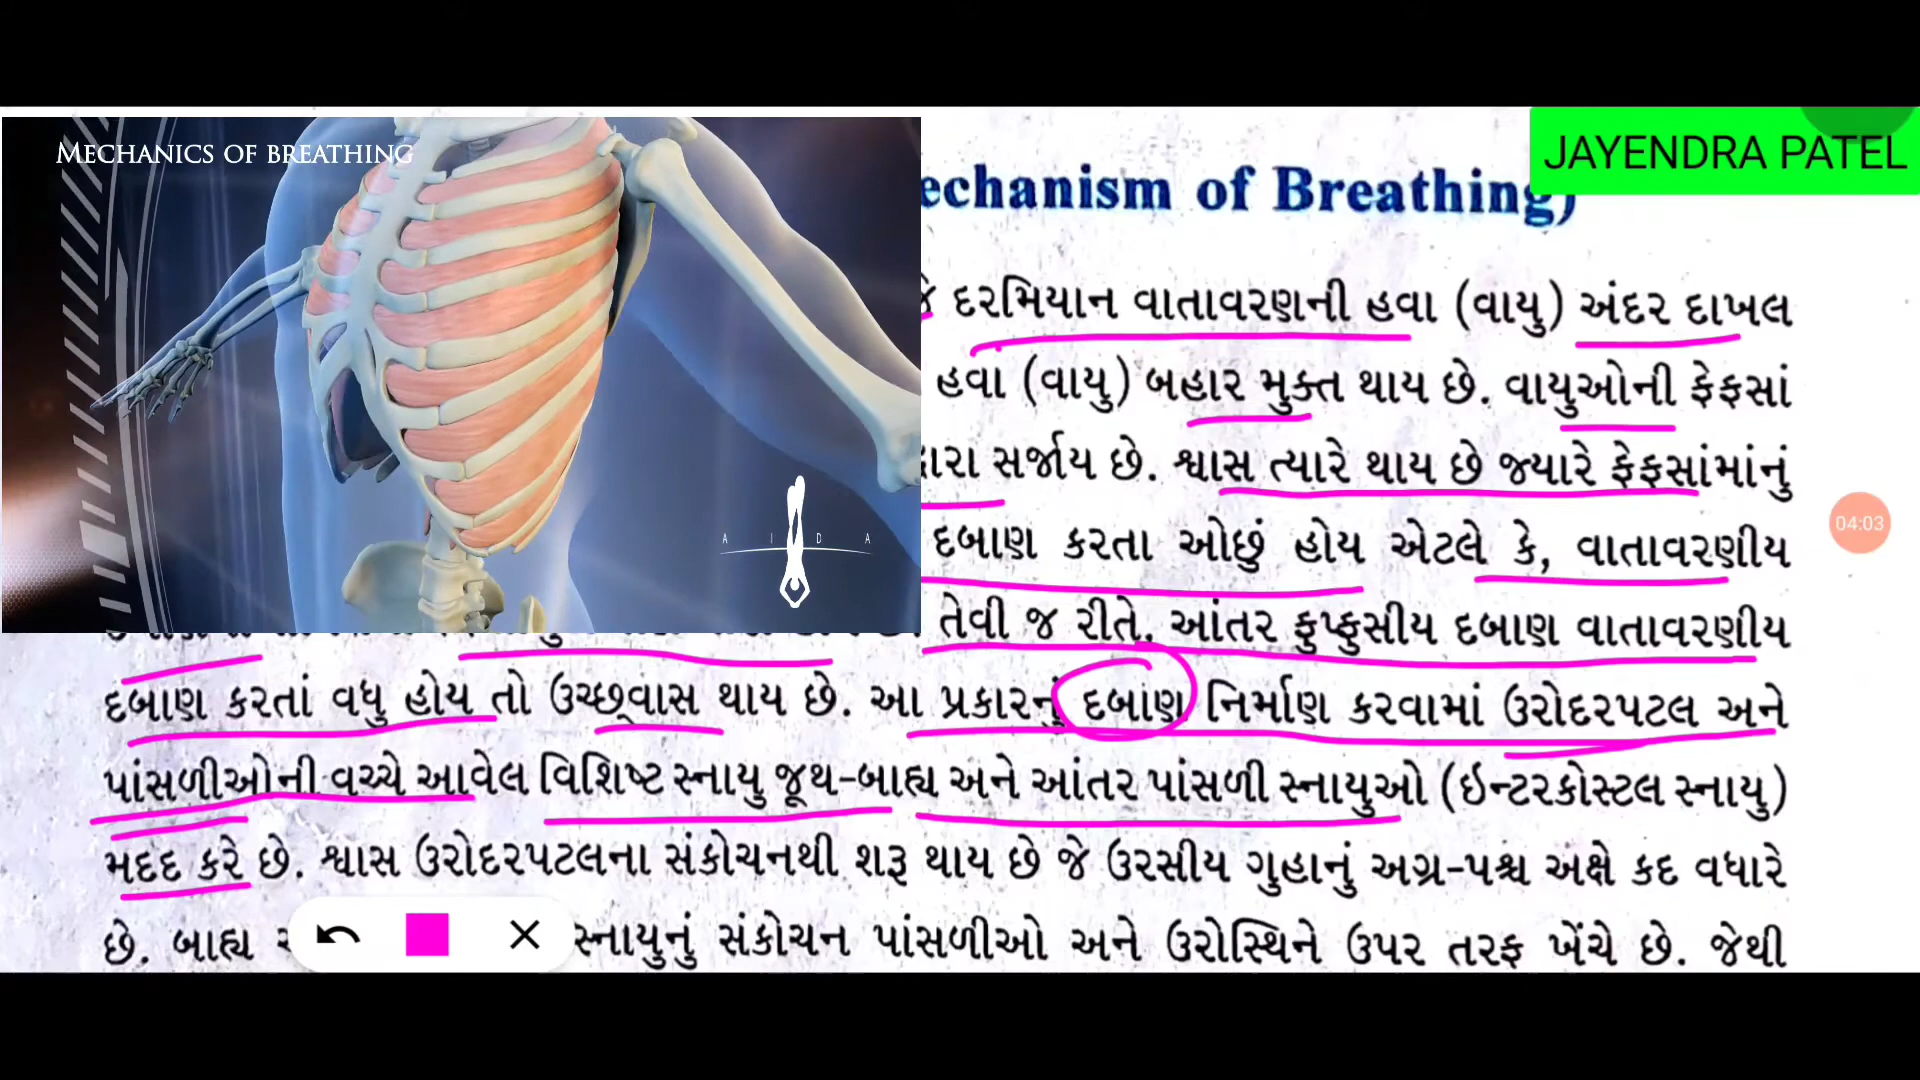 MECHANICS OF BREATHING
JAYENDRA PATEL
echanism of Breathing)
દરમિયાન વાતાવરણની હવા (વાયુ) અંદર દાખલ
હવા (વાયુ) બહાર મુક્ત થાય છે. વાયુઓની ફેફસાં
સર્જાય છે. શ્વાસ ત્યારે થાય છે જ્યારે ફેફસાંમાંનું
04:03
A I D A
દબાણ કરતા ઓછું હોય એટલે કે, વાતાવરણીય
તેવી જ રીતે, આંતર ફુપ્ફુસીય દબાણ વાતાવરણીય
દબાણ કરતાં વધુ હોય તો ઉચ્છ્વાસ થાય છે. આ પ્રકારનું દબાણ નિર્માણ કરવામાં ઉરોદરપટલ અને
પાંસળીઓની વચ્ચે આવેલ વિશિષ્ટ સ્નાયુ જૂથ-બાહ્ય અને આંતર પાંસળી સ્નાયુઓ (ઇન્ટરકોસ્ટલ સ્નાયુ)
મદદ કરે છે. શ્વાસ ઉરોદરપટલના સંકોચનથી શરૂ થાય છે જે ઉરસીય ગુહાનું અગ્ર-પશ્ચ અક્ષે કદ વધારે
છે. બાહ્ય સ્નાયુનું સંકોચન પાંસળીઓ અને ઉરોસ્થિને ઉપર તરફ ખેંચે છે. જેથી